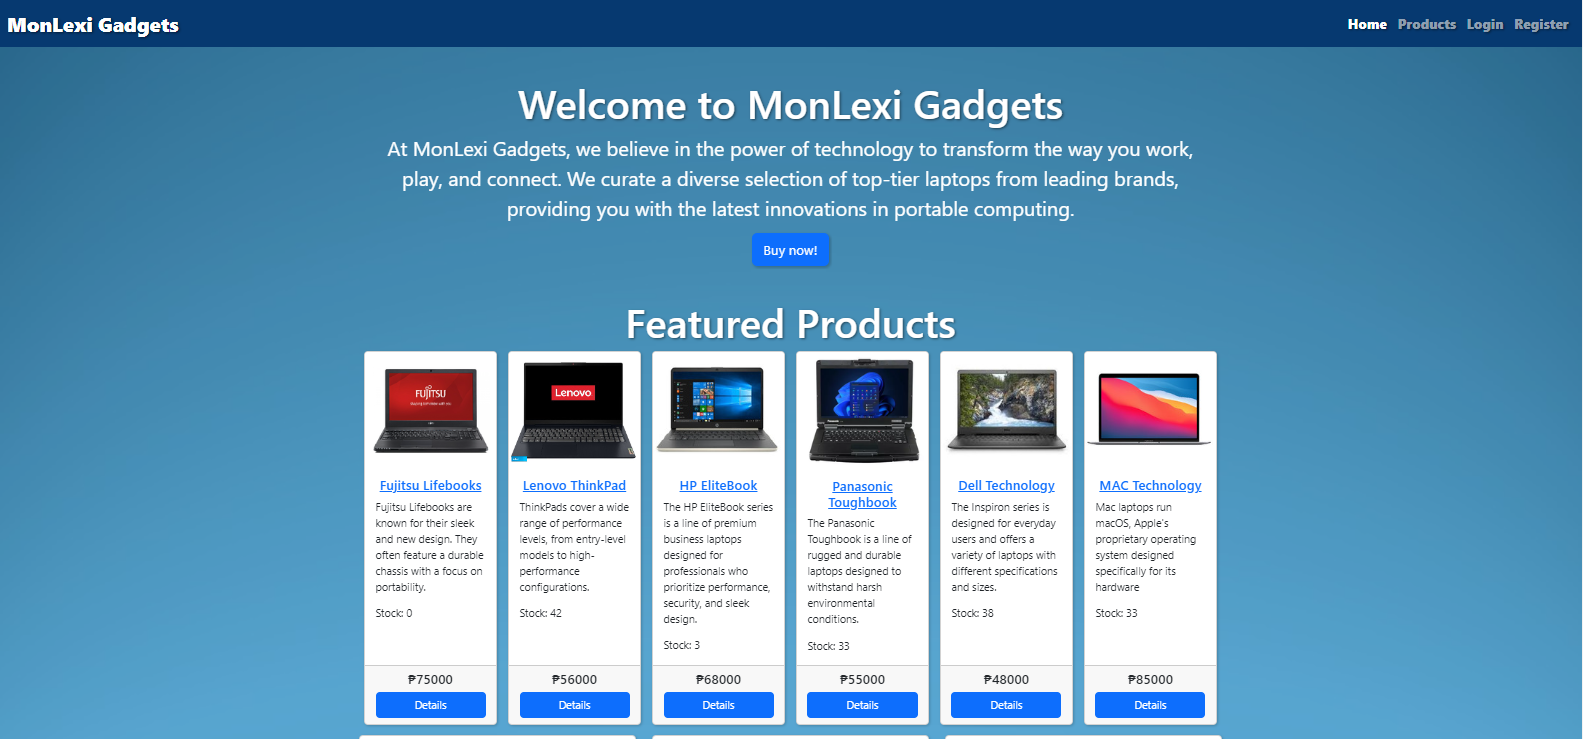 MonLexi Gadgets
Home Products Login Register
Welcome to MonLexi Gadgets
At MonLexi Gadgets, we believe in the power of technology to transform the way you work,
play, and connect. We curate a diverse selection of top-tier laptops from leading brands,
providing you with the latest innovations in portable computing.
Buy now!
Featured Products
FUJITSU
Fujitsu Lifebooks
Fujitsu Lifebooks are
known for their sleek
and new design. They
often feature a durable
chassis with a focus on
portability.
Stock: 0
₱75000
Details
Lenovo
Lenovo ThinkPad
ThinkPads cover a wide
range of performance
levels, from entry-level
models to high-
performance
configurations.
Stock: 42
₱56000
Details
HP EliteBook
The HP EliteBook series
is a line of premium
business laptops
designed for
professionals who
prioritize performance,
security, and sleek
design.
Stock: 3
₱68000
Details
Panasonic
Toughbook
The Panasonic
Toughbook is a line of
rugged and durable
laptops designed to
withstand harsh
environmental
conditions.
Stock: 33
₱55000
Details
Dell Technology
The Inspiron series is
designed for everyday
users and offers a
variety of laptops with
different specifications
and sizes.
Stock: 38
₱48000
Details
MAC Technology
Mac laptops run
macOS, Apple's
proprietary operating
system designed
specifically for its
hardware
Stock: 33
₱85000
Details